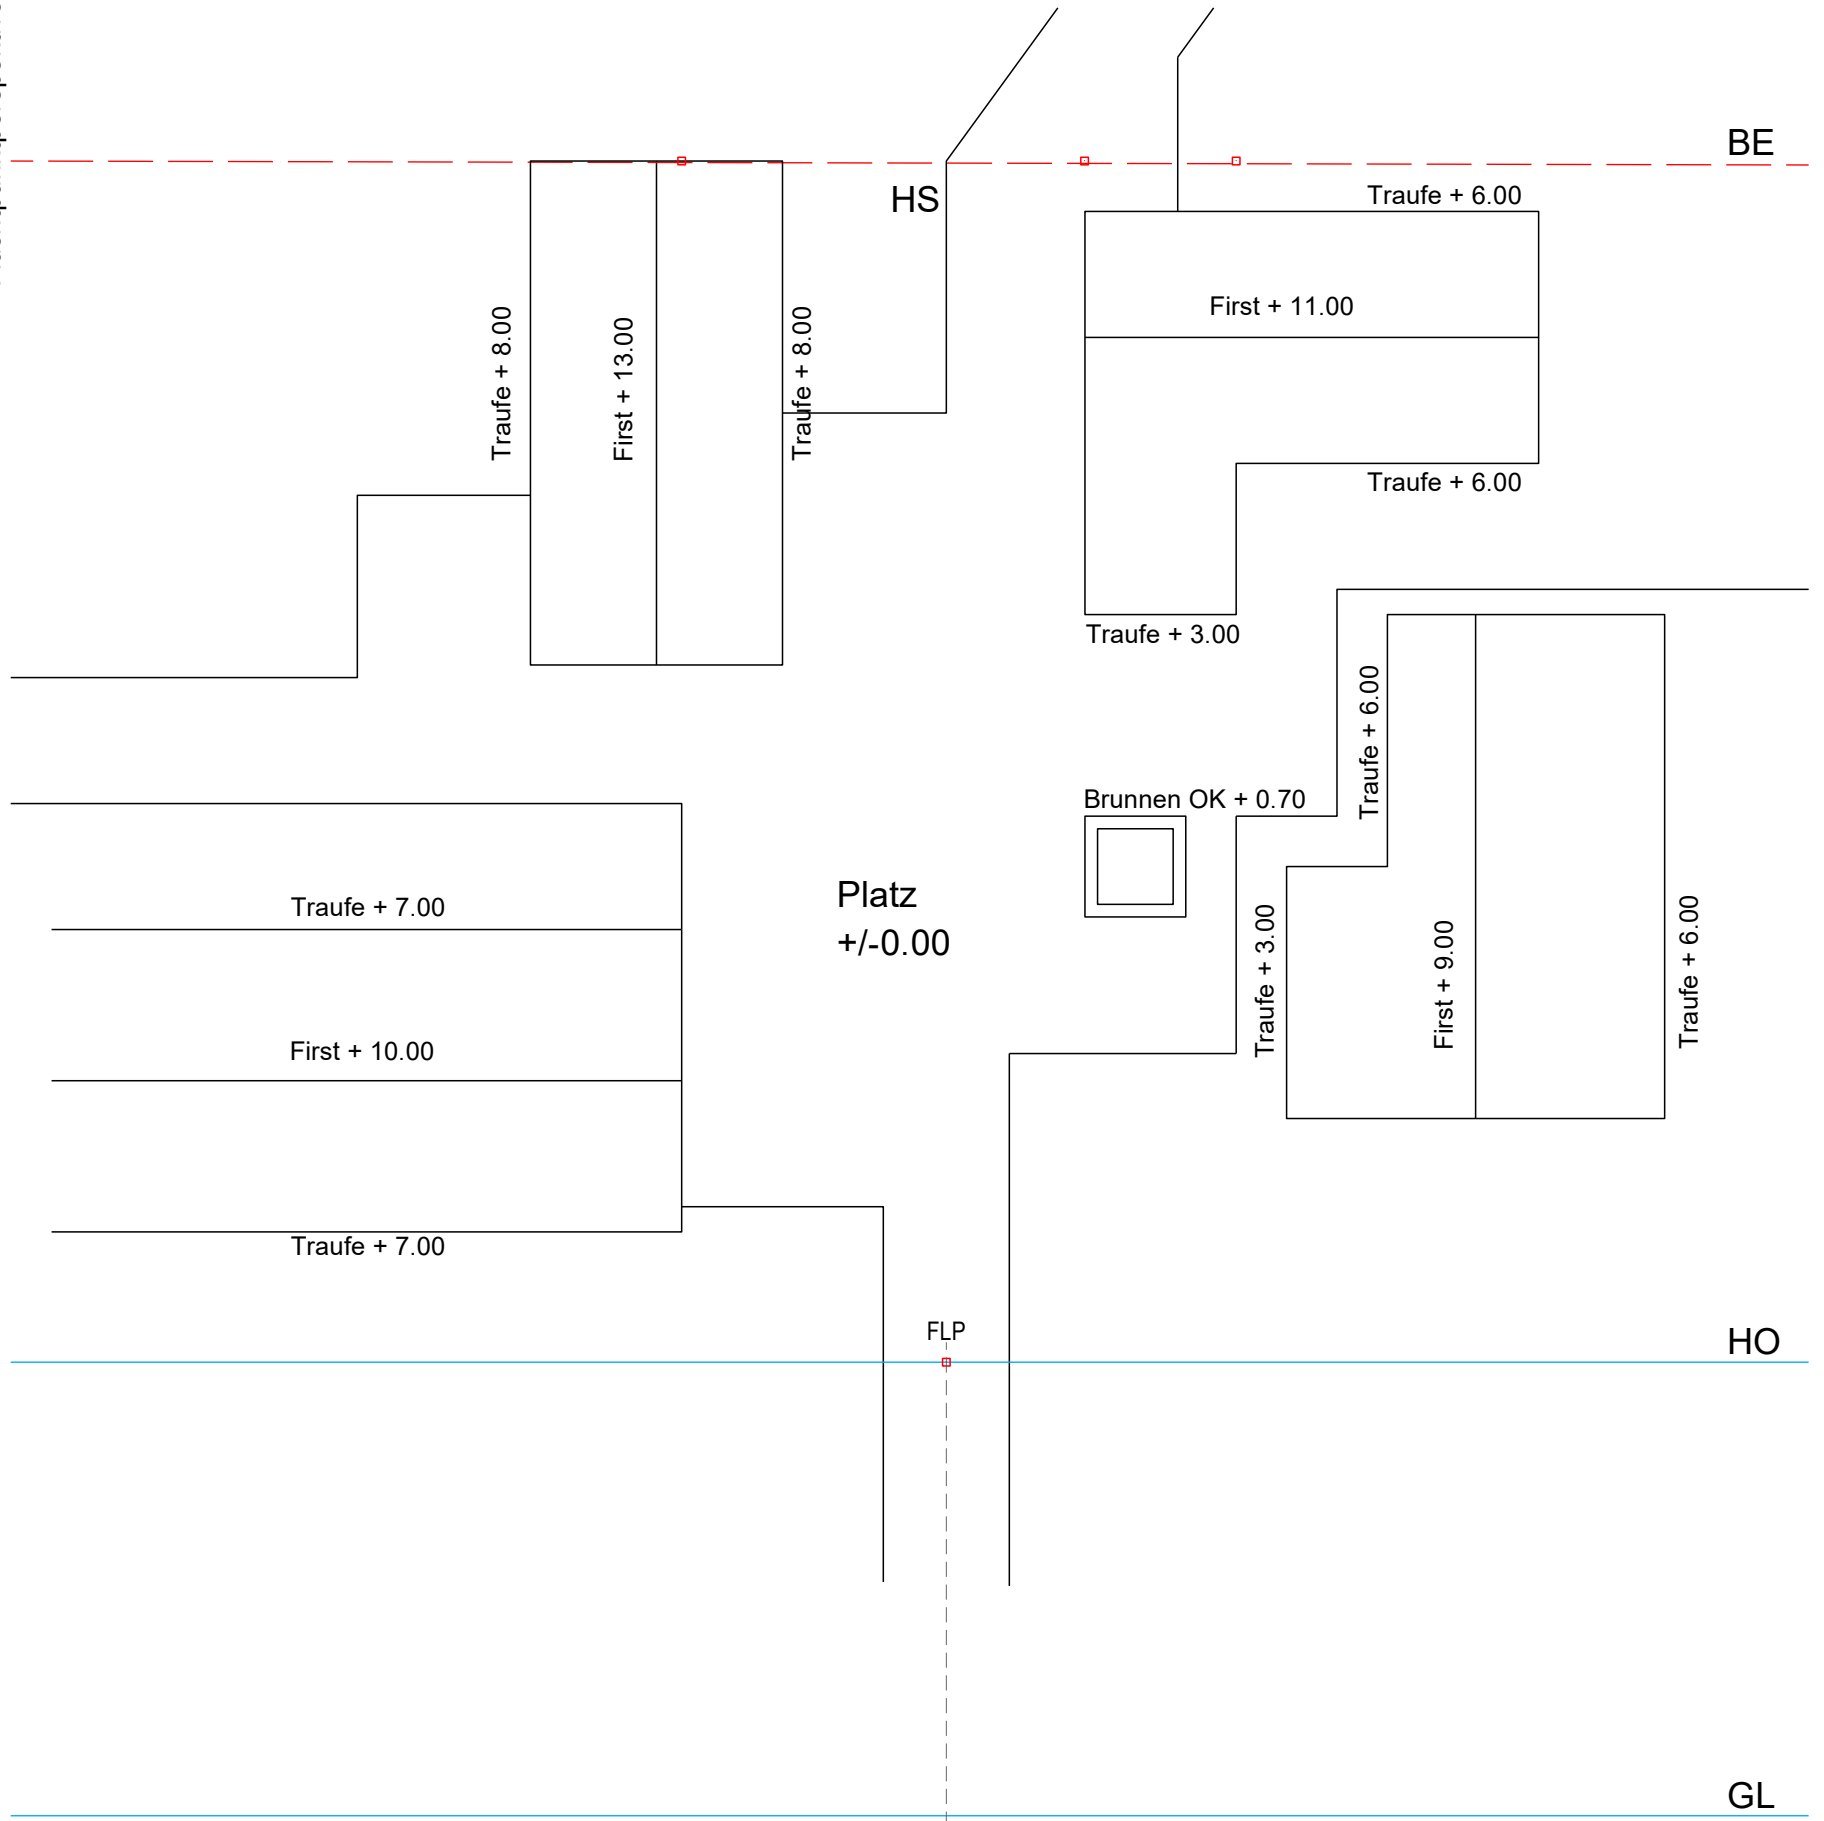 BE
HS
Traufe + 6.00
First + 11.00
Traufe + 8.00
First + 13.00
Traufe + 8.00
Traufe + 6.00
Traufe + 3.00
Traufe + 6.00
Brunnen OK + 0.70
Platz
+/-0.00
Traufe + 7.00
Traufe + 3.00
First + 9.00
Traufe + 6.00
First + 10.00
Traufe + 7.00
FLP
HO
GL